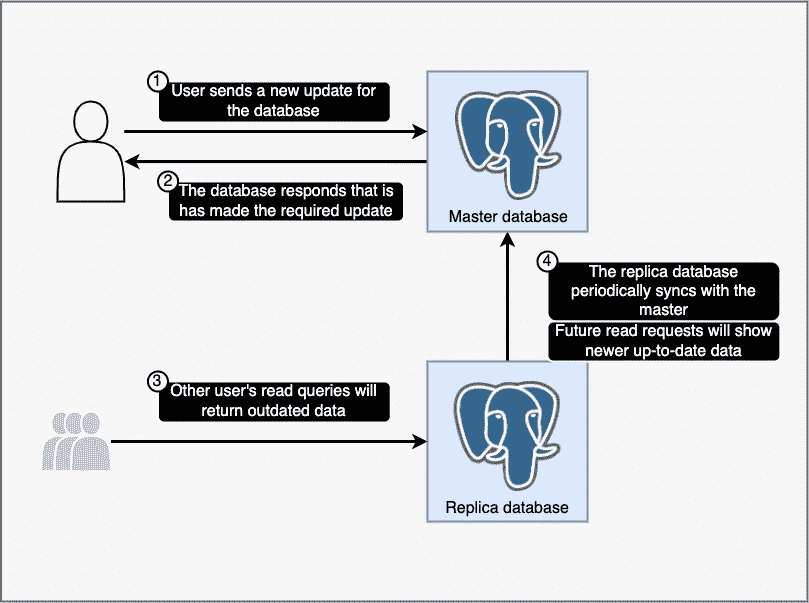 1
User sends a new update for
the database
2
The database responds that is
has made the required update
Master database
4
The replica database
periodically syncs with the
master
Future read requests will show
newer up-to-date data
3
Other user's read queries will
return outdated data
Replica database